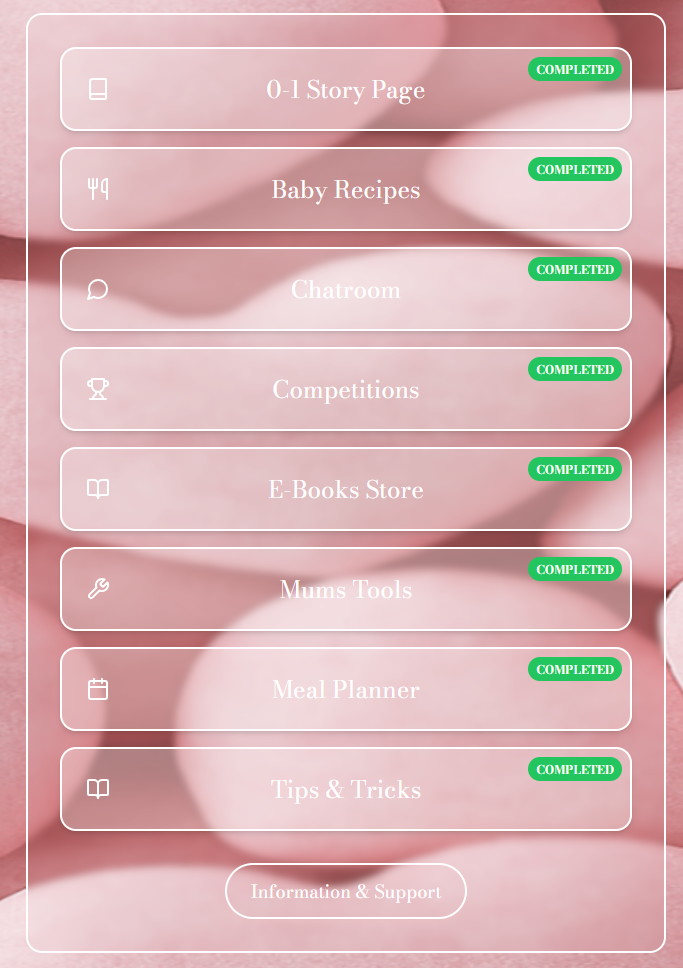 COMPLETED
0-1 Story Page
COMPLETED
Baby Recipes
COMPLETED
Chatroom
COMPLETED
Competitions
COMPLETED
E-Books Store
COMPLETED
Mums Tools
COMPLETED
Meal Planner
COMPLETED
Tips & Tricks
Information & Support